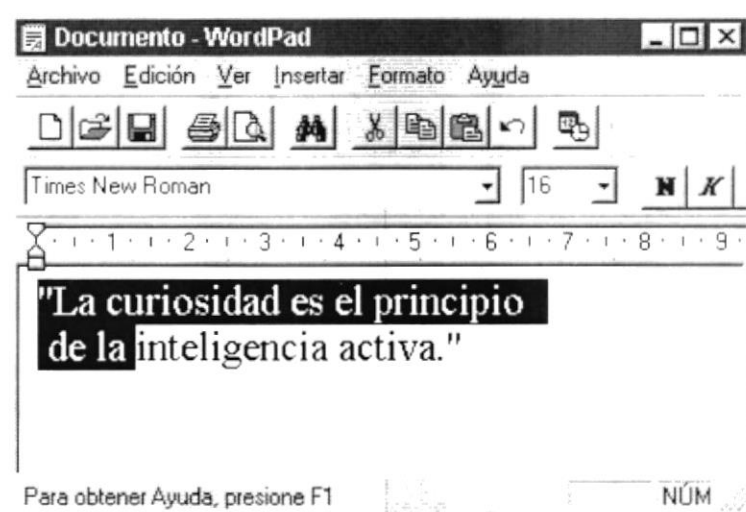 Documento - WordPad
Archivo Edición Ver Insertar Formato Ayuda
Times New Roman 16 N K
1 2 3 4 5 6 7 8 9
"La curiosidad es el principio
de la inteligencia activa."
Para obtener Ayuda, presione F1 NÚM